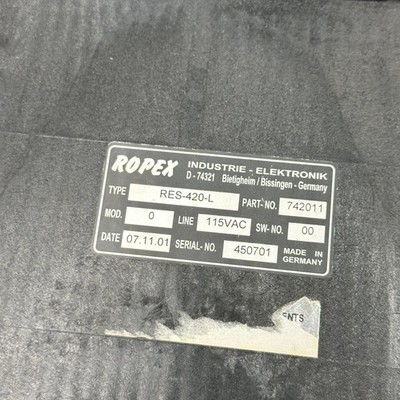 ROPEX INDUSTRIE - ELEKTRONIK
D - 74321 Bietigheim / Bissingen - Germany
TYPE RES-420-L PART-No. 742011
MOD. 0 LINE 115VAC SW-No. 00
DATE 07.11.01 SERIAL-No. 450701 MADE IN GERMANY
ENTS